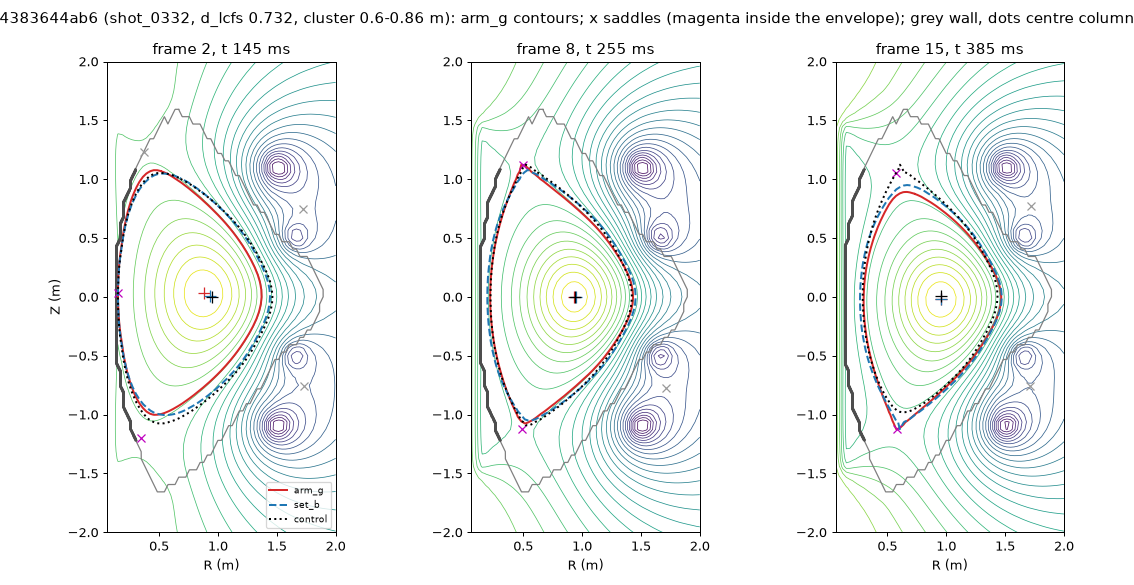 4383644ab6 (shot_0332, d_lcfs 0.732, cluster 0.6-0.86 m): arm_g contours; x saddles (magenta inside the envelope); grey wall, dots centre column
frame 2, t 145 ms
frame 8, t 255 ms
frame 15, t 385 ms
2.0
1.5
1.0
0.5
0.0
−0.5
−1.0
−1.5
−2.0
Z (m)
0.5 1.0 1.5 2.0
R (m)
arm_g
set_b
control
2.0
1.5
1.0
0.5
0.0
−0.5
−1.0
−1.5
−2.0
0.5 1.0 1.5 2.0
R (m)
2.0
1.5
1.0
0.5
0.0
−0.5
−1.0
−1.5
−2.0
0.5 1.0 1.5 2.0
R (m)